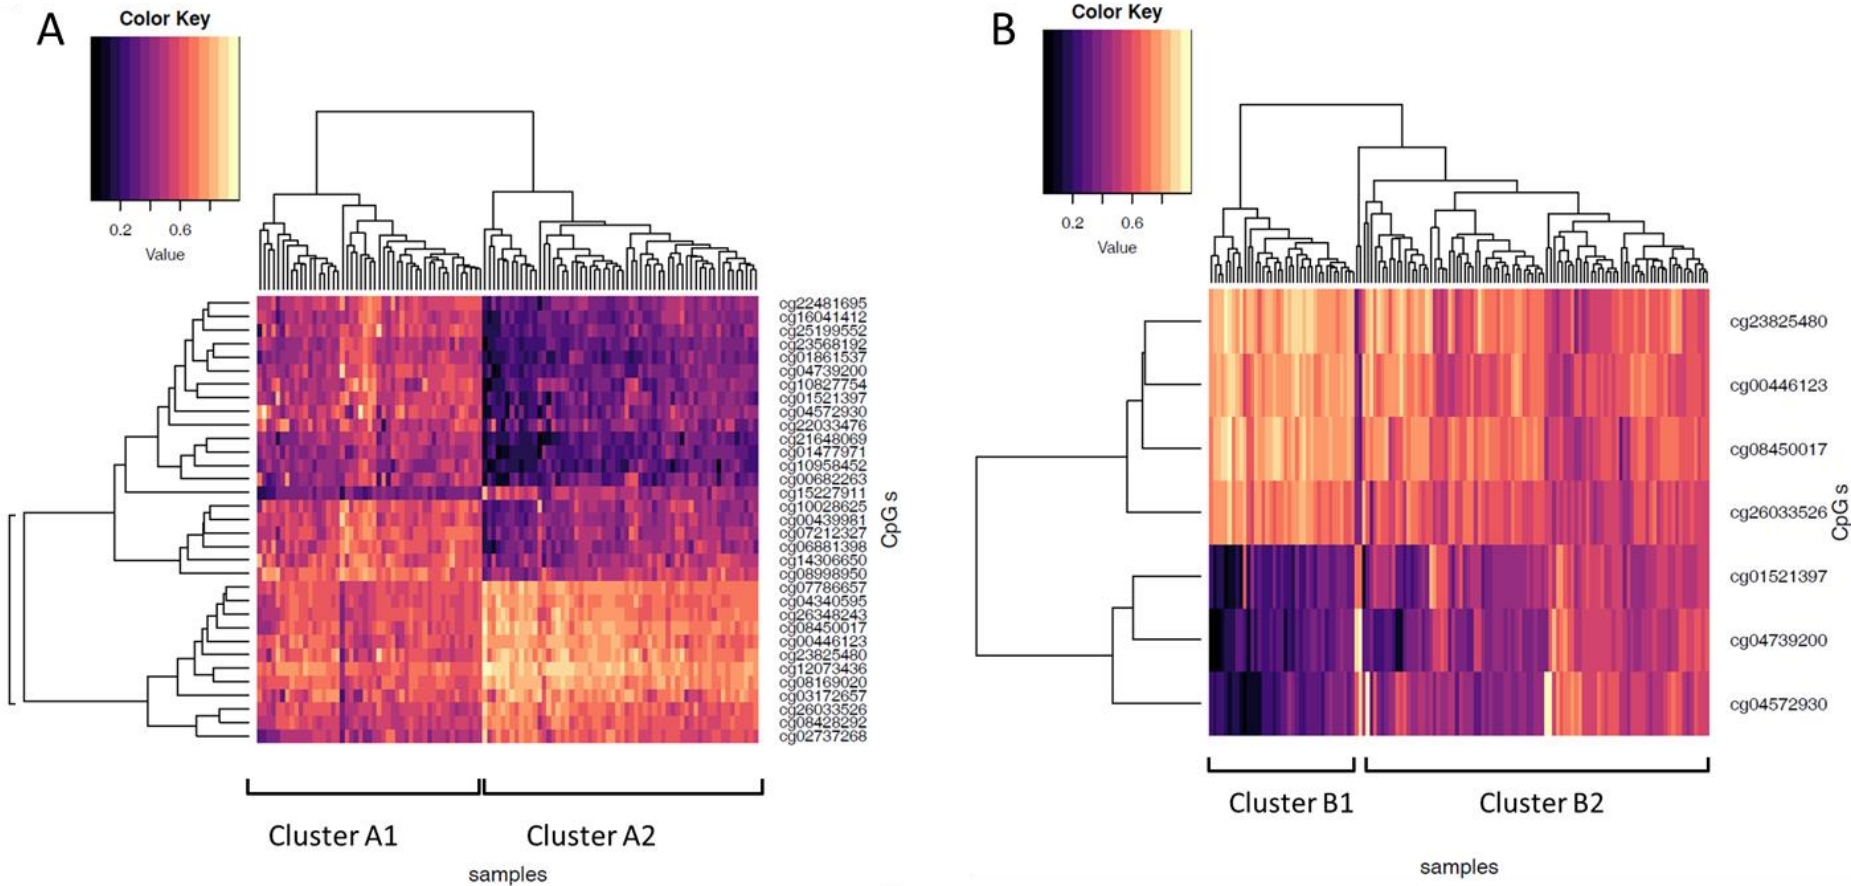 A
Color Key
0.2 0.6
Value
cg22481695
cg16041412
cg25199552
cg23568192
cg01861537
cg04739200
cg10827754
cg01521397
cg04572930
cg22033476
cg21648069
cg01477971
cg10958452
cg00682263
cg15227911
cg10028625
cg00439981
cg07212327
cg06881398
cg14306650
cg08998950
cg07786657
cg04340595
cg26348243
cg08450017
cg00446123
cg23825480
cg12073436
cg08169020
cg03172657
cg26033526
cg08428292
cg02737268
CpG s
Cluster A1 Cluster A2
samples
B
Color Key
0.2 0.6
Value
cg23825480
cg00446123
cg08450017
cg26033526
cg01521397
cg04739200
cg04572930
CpG s
Cluster B1 Cluster B2
samples